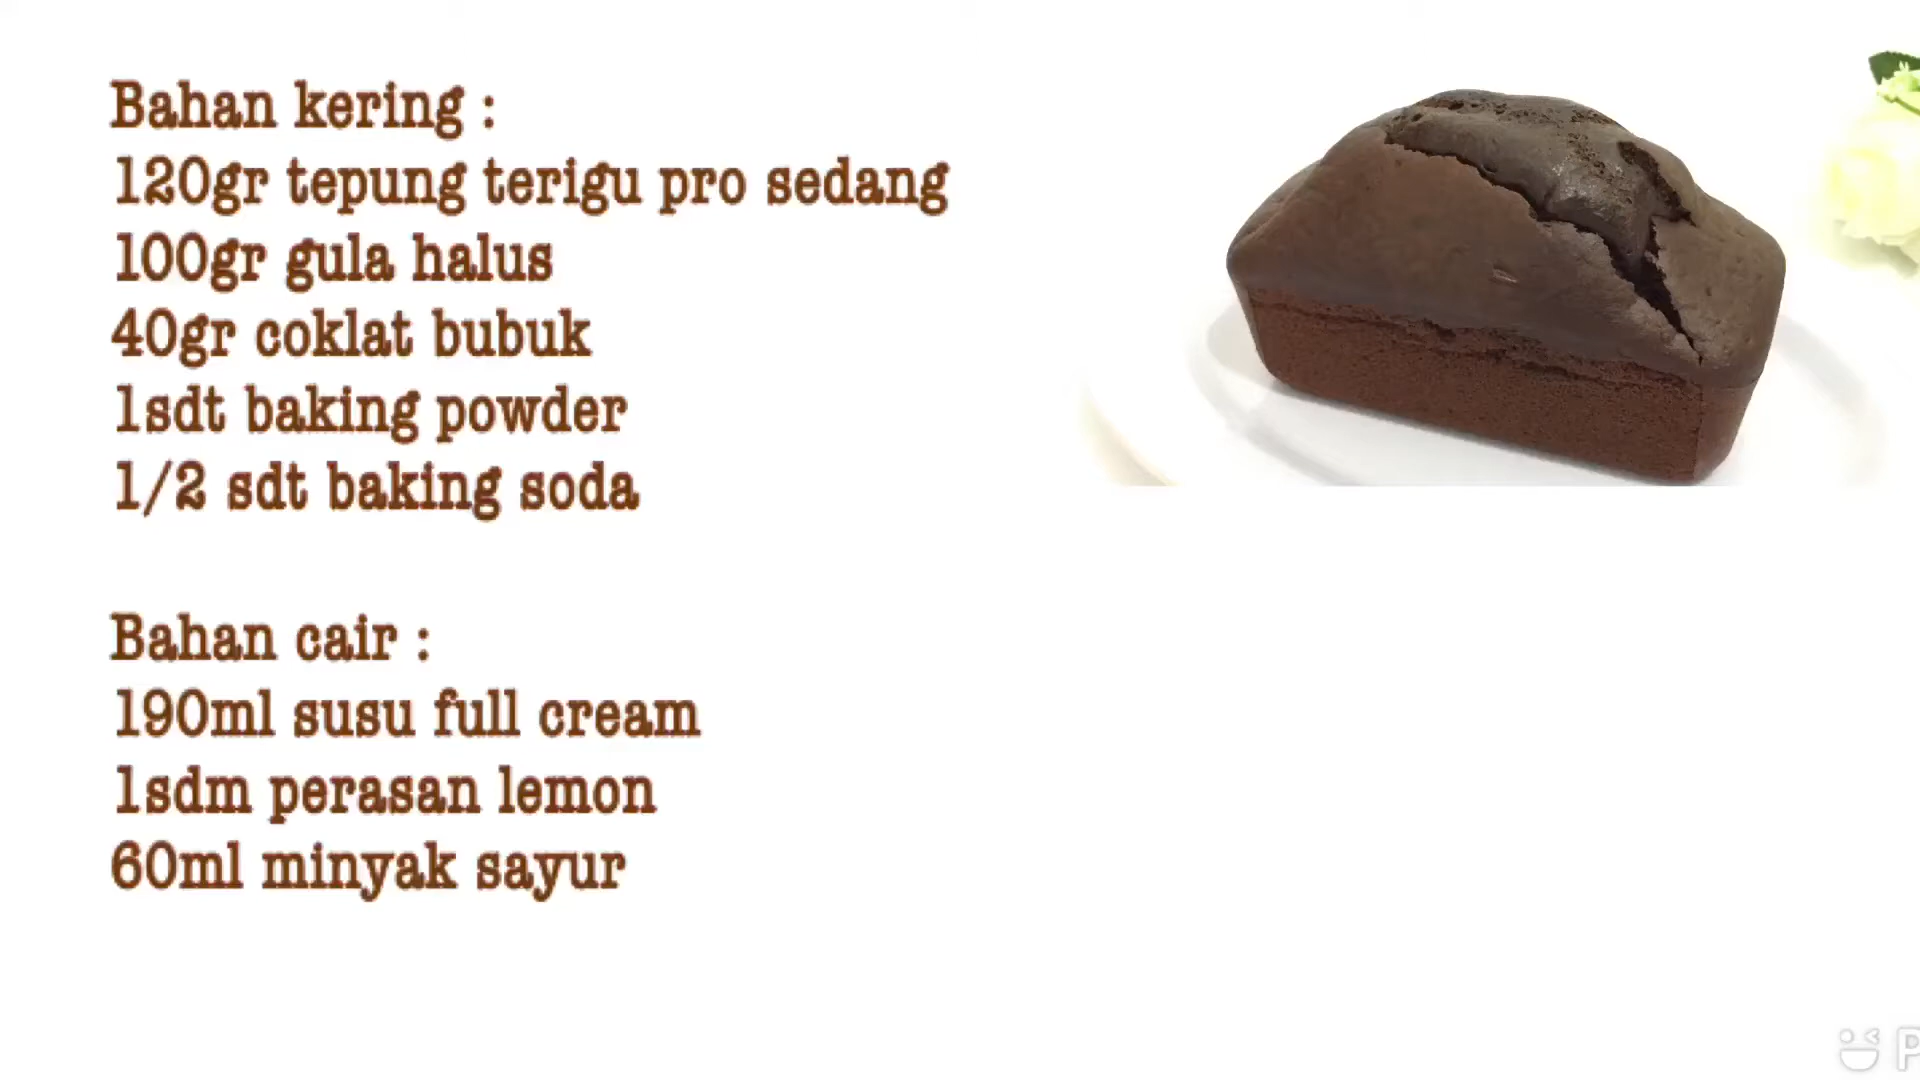 Bahan kering :
120gr tepung terigu pro sedang
100gr gula halus
40gr coklat bubuk
1sdt baking powder
1/2 sdt baking soda
Bahan cair :
190ml susu full cream
1sdm perasan lemon
60ml minyak sayur